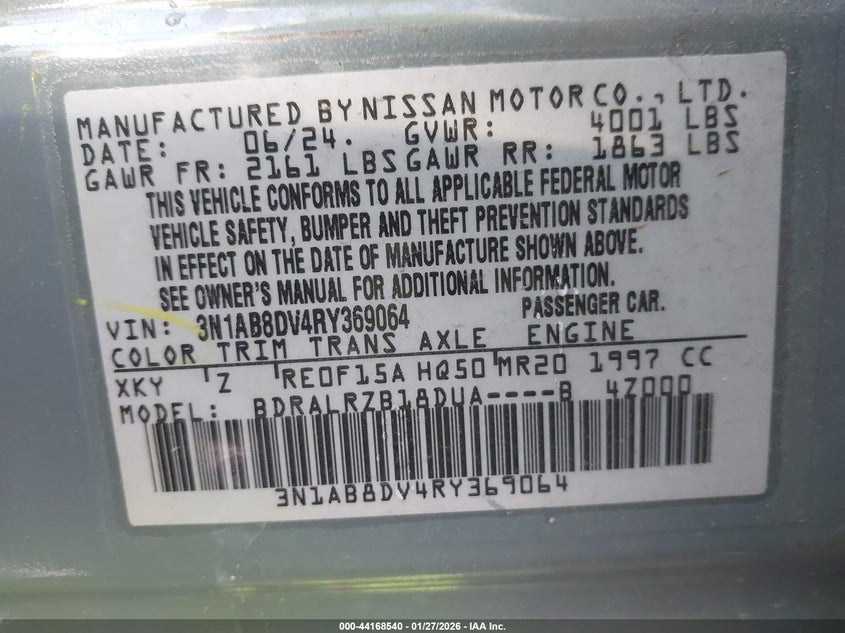 MANUFACTURED BY NISSAN MOTOR CO., LTD.
DATE: 06/24. GVWR: 4001 LBS
GAWR FR: 2161 LBS GAWR RR: 1863 LBS
THIS VEHICLE CONFORMS TO ALL APPLICABLE FEDERAL MOTOR
VEHICLE SAFETY, BUMPER AND THEFT PREVENTION STANDARDS
IN EFFECT ON THE DATE OF MANUFACTURE SHOWN ABOVE.
SEE OWNER'S MANUAL FOR ADDITIONAL INFORMATION.
VIN: 3N1AB8DV4RY369064 PASSENGER CAR.
COLOR TRIM TRANS AXLE ENGINE
XKY Z RE0F15A HQ50 MR20 1997 CC
MODEL: BDRALRZB18DUA----B 4Z000
3N1AB8DV4RY369064
000-44168540 - 01/27/2026 - IAA Inc.